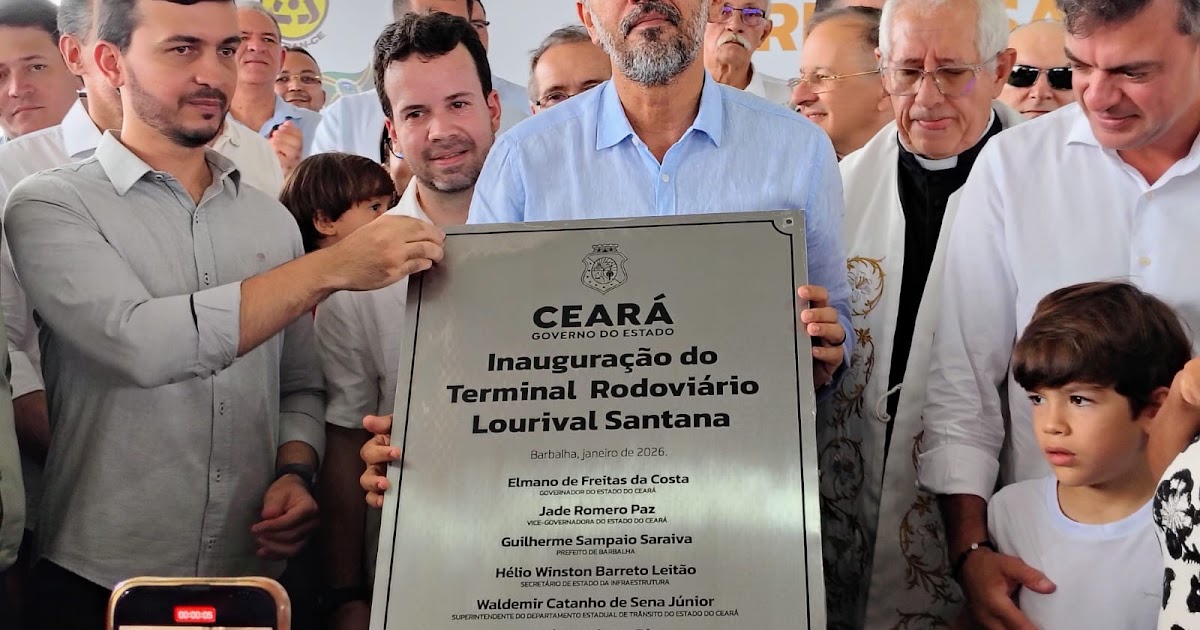 CEARÁ
GOVERNO DO ESTADO
Inauguração do
Terminal Rodoviário
Lourival Santana
Barbalha, janeiro de 2026.
Elmano de Freitas da Costa
GOVERNADOR DO ESTADO DO CEARÁ
Jade Romero Paz
VICE-GOVERNADORA DO ESTADO DO CEARÁ
Guilherme Sampaio Saraiva
PREFEITO DE BARBALHA
Hélio Winston Barreto Leitão
SECRETÁRIO DE ESTADO DA INFRAESTRUTURA
Waldemir Catanho de Sena Júnior
SUPERINTENDENTE DO DEPARTAMENTO ESTADUAL DE TRÂNSITO DO ESTADO DO CEARÁ
00:00:05